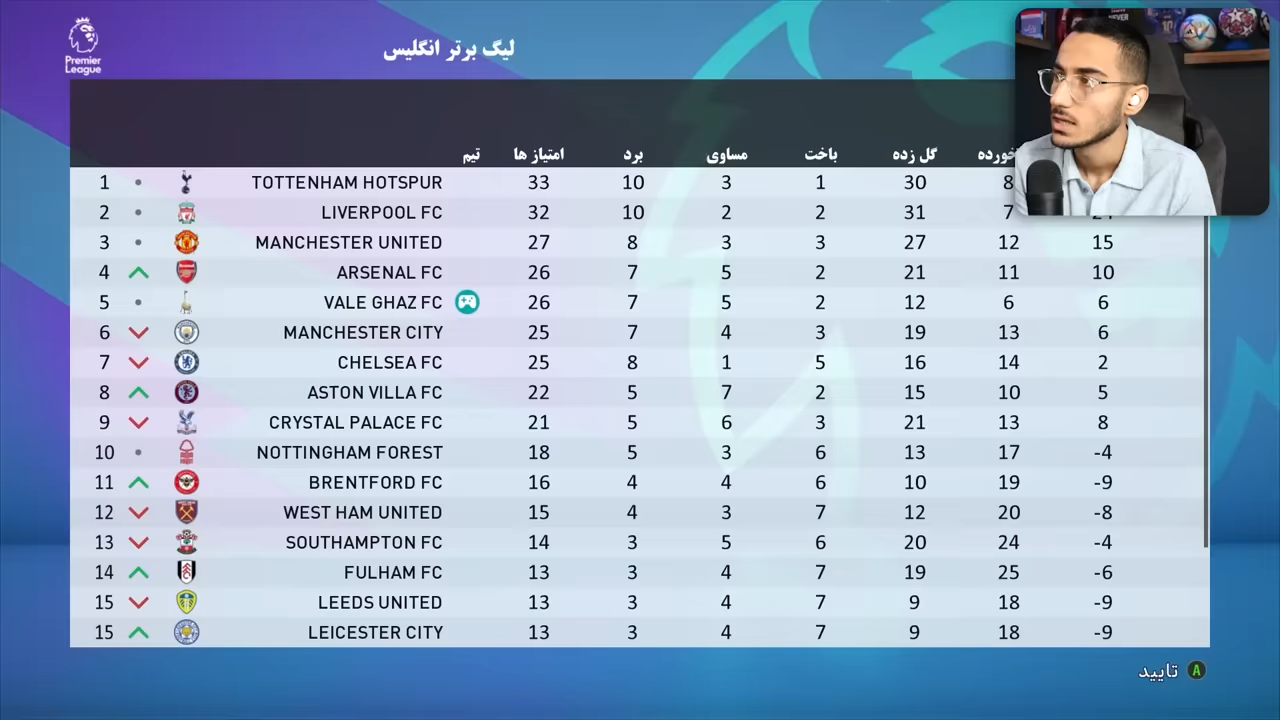 Premier League
لیگ برتر انگلیس
تیم امتیاز ها برد مساوی باخت گل زده خورده
1 TOTTENHAM HOTSPUR 33 10 3 1 30 8
2 LIVERPOOL FC 32 10 2 2 31 7
3 MANCHESTER UNITED 27 8 3 3 27 12 15
4 ARSENAL FC 26 7 5 2 21 11 10
5 VALE GHAZ FC 26 7 5 2 12 6 6
6 MANCHESTER CITY 25 7 4 3 19 13 6
7 CHELSEA FC 25 8 1 5 16 14 2
8 ASTON VILLA FC 22 5 7 2 15 10 5
9 CRYSTAL PALACE FC 21 5 6 3 21 13 8
10 NOTTINGHAM FOREST 18 5 3 6 13 17 -4
11 BRENTFORD FC 16 4 4 6 10 19 -9
12 WEST HAM UNITED 15 4 3 7 12 20 -8
13 SOUTHAMPTON FC 14 3 5 6 20 24 -4
14 FULHAM FC 13 3 4 7 19 25 -6
15 LEEDS UNITED 13 3 4 7 9 18 -9
15 LEICESTER CITY 13 3 4 7 9 18 -9
تایید A